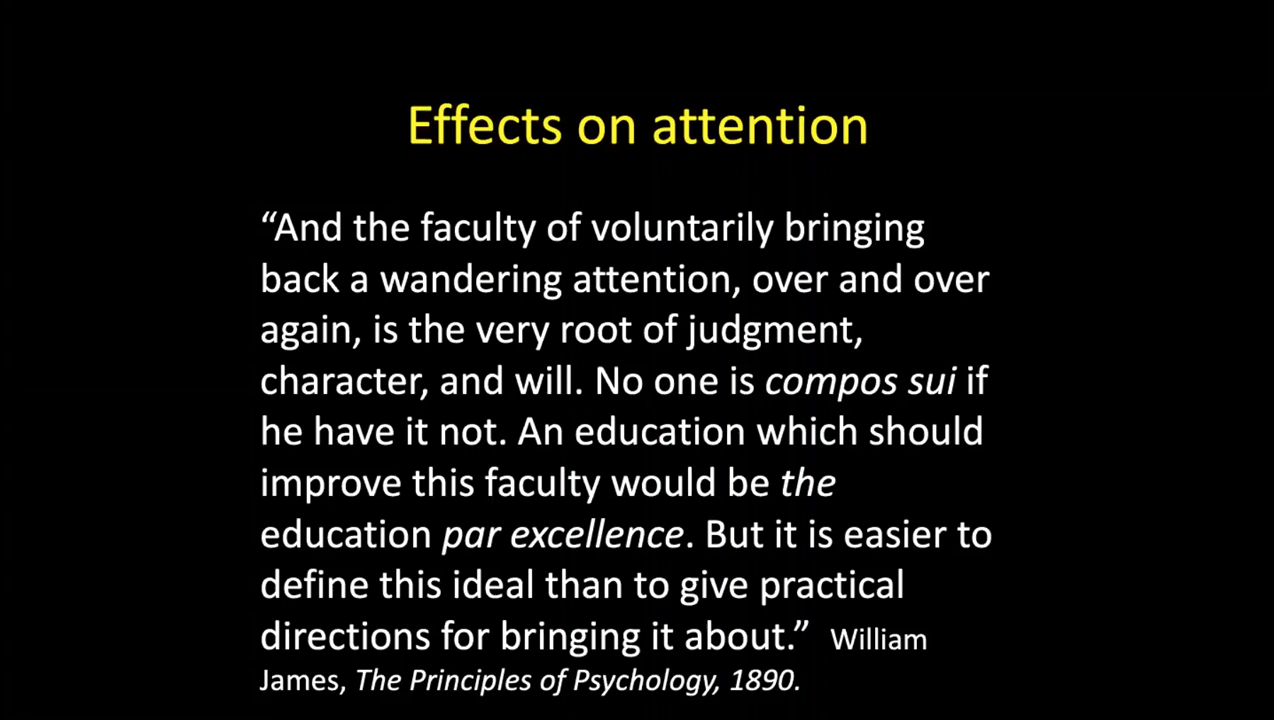 Effects on attention
“And the faculty of voluntarily bringing
back a wandering attention, over and over
again, is the very root of judgment,
character, and will. No one is compos sui if
he have it not. An education which should
improve this faculty would be the
education par excellence. But it is easier to
define this ideal than to give practical
directions for bringing it about.” William
James, The Principles of Psychology, 1890.